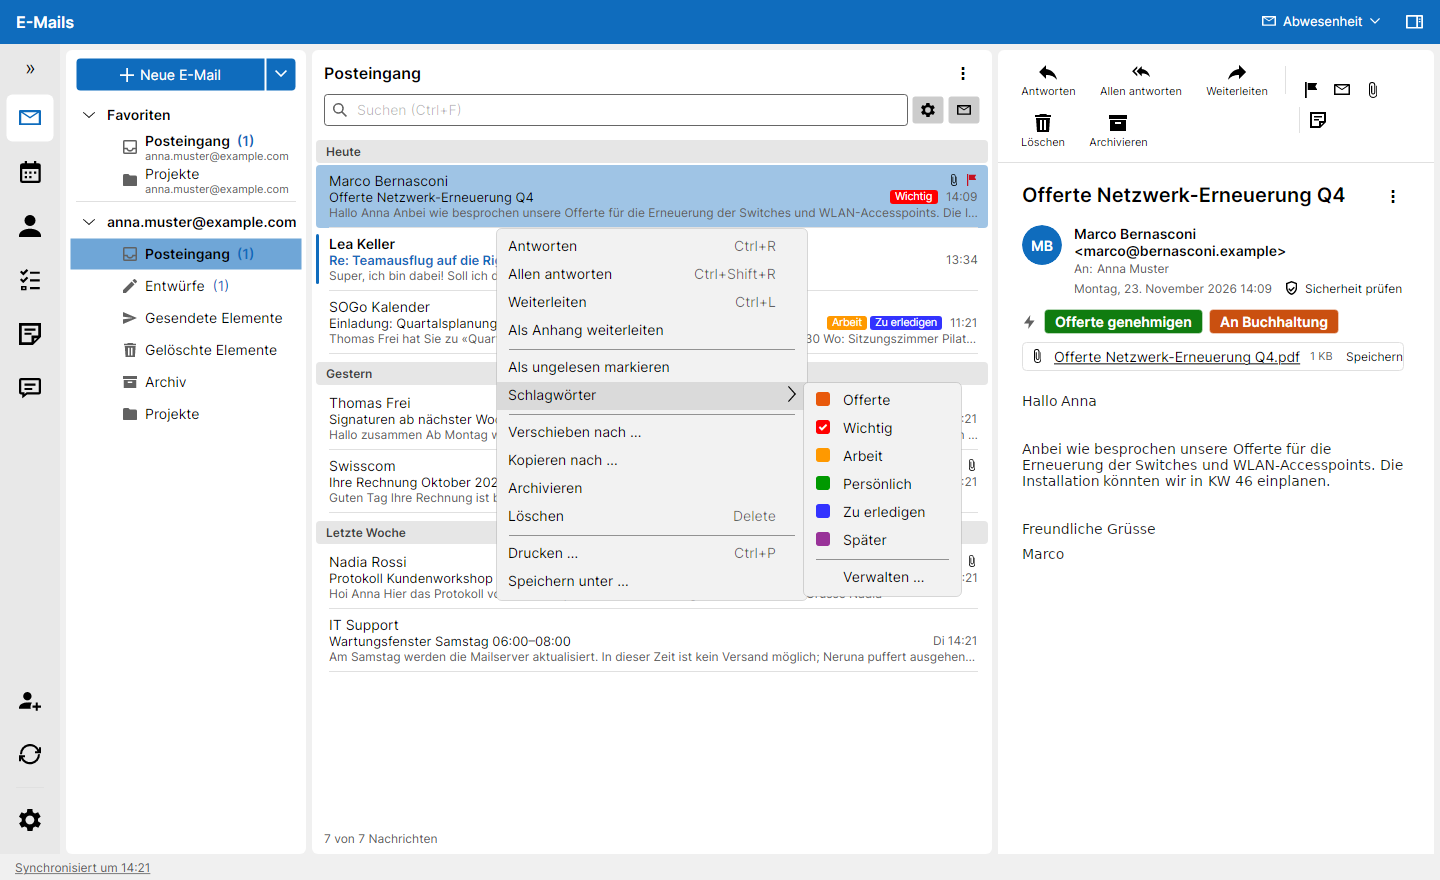 E-Mails
Abwesenheit
»
Neue E-Mail
Favoriten
Posteingang (1)
anna.muster@example.com
Projekte
anna.muster@example.com
anna.muster@example.com
Posteingang (1)
Entwürfe (1)
Gesendete Elemente
Gelöschte Elemente
Archiv
Projekte
Posteingang
Suchen (Ctrl+F)
Heute
Marco Bernasconi
Offerte Netzwerk-Erneuerung Q4 Wichtig 14:09
Hallo Anna Anbei wie besprochen unsere Offerte für die Erneuerung der Switches und WLAN-Accesspoints. Die I...
Lea Keller
Re: Teamausflug auf die Rig 13:34
Super, ich bin dabei! Soll ich d
SOGo Kalender
Einladung: Quartalsplanung Arbeit Zu erledigen 11:21
Thomas Frei hat Sie zu «Quar 30 Wo: Sitzungszimmer Pilat...
Gestern
Thomas Frei
Signaturen ab nächster Woc :21
Hallo zusammen Ab Montag w ...
Swisscom
Ihre Rechnung Oktober 202 :21
Guten Tag Ihre Rechnung ist b
Letzte Woche
Nadia Rossi
Protokoll Kundenworkshop :21
Hoi Anna Hier das Protokoll v
IT Support
Wartungsfenster Samstag 06:00–08:00 Di 14:21
Am Samstag werden die Mailserver aktualisiert. In dieser Zeit ist kein Versand möglich; Neruna puffert ausgehen...
7 von 7 Nachrichten
Antworten Ctrl+R
Allen antworten Ctrl+Shift+R
Weiterleiten Ctrl+L
Als Anhang weiterleiten
Als ungelesen markieren
Schlagwörter
Verschieben nach ...
Kopieren nach ...
Archivieren
Löschen Delete
Drucken ... Ctrl+P
Speichern unter ...
Offerte
Wichtig
Arbeit
Persönlich
Zu erledigen
Später
Verwalten ...
Antworten
Allen antworten
Weiterleiten
Löschen
Archivieren
Offerte Netzwerk-Erneuerung Q4
MB
Marco Bernasconi
<marco@bernasconi.example>
An: Anna Muster
Montag, 23. November 2026 14:09 Sicherheit prüfen
Offerte genehmigen An Buchhaltung
Offerte Netzwerk-Erneuerung Q4.pdf 1 KB Speichern
Hallo Anna
Anbei wie besprochen unsere Offerte für die
Erneuerung der Switches und WLAN-Accesspoints. Die
Installation könnten wir in KW 46 einplanen.
Freundliche Grüsse
Marco
Synchronisiert um 14:21